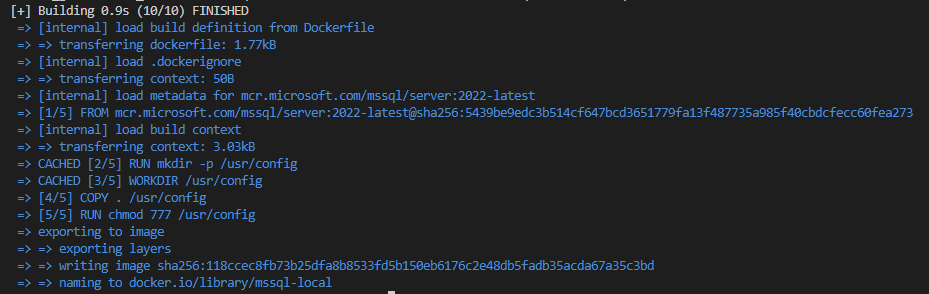 [+] Building 0.9s (10/10) FINISHED
=> [internal] load build definition from Dockerfile
=> => transferring dockerfile: 1.77kB
=> [internal] load .dockerignore
=> => transferring context: 50B
=> [internal] load metadata for mcr.microsoft.com/mssql/server:2022-latest
=> [1/5] FROM mcr.microsoft.com/mssql/server:2022-latest@sha256:5439be9edc3b514cf647bcd3651779fa13f487735a985f40cbdcfecc60fea273
=> [internal] load build context
=> => transferring context: 3.03kB
=> CACHED [2/5] RUN mkdir -p /usr/config
=> CACHED [3/5] WORKDIR /usr/config
=> [4/5] COPY . /usr/config
=> [5/5] RUN chmod 777 /usr/config
=> exporting to image
=> => exporting layers
=> => writing image sha256:118ccec8fb73b25dfa8b8533fd5b150eb6176c2e48db5fadb35acda67a35c3bd
=> => naming to docker.io/library/mssql-local